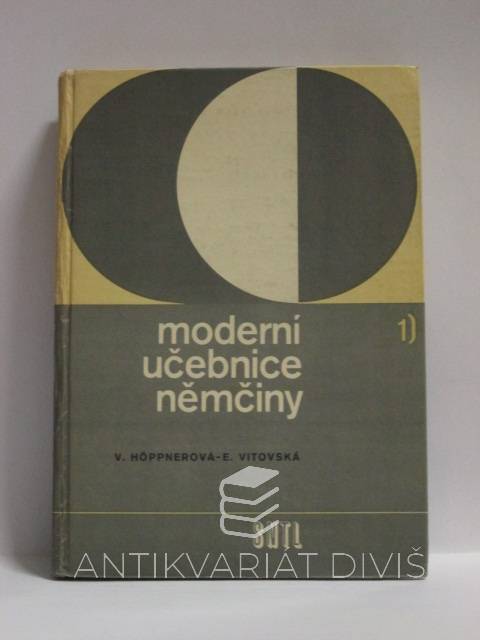 moderní
učebnice
němčiny
1)
V. HÖPPNEROVÁ-E. VITOVSKÁ
SNTL
ANTIKVARIÁT DIVIŠ